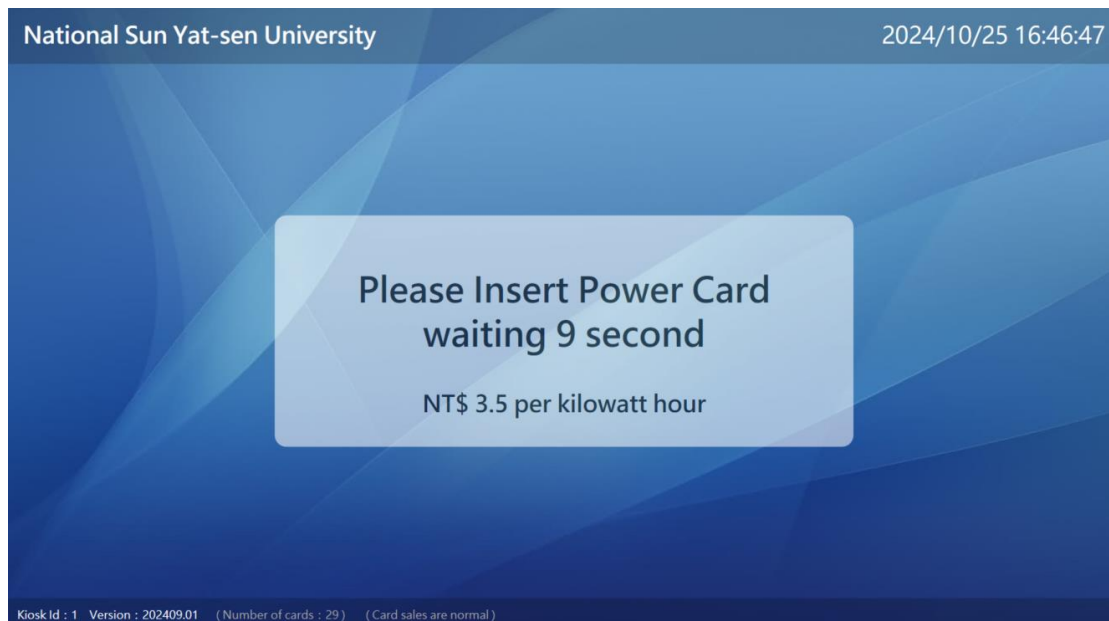 National Sun Yat-sen University
2024/10/25 16:46:47
Please Insert Power Card
waiting 9 second
NT$ 3.5 per kilowatt hour
Kiosk Id : 1 Version : 202409.01 (Number of cards : 29) (Card sales are normal)